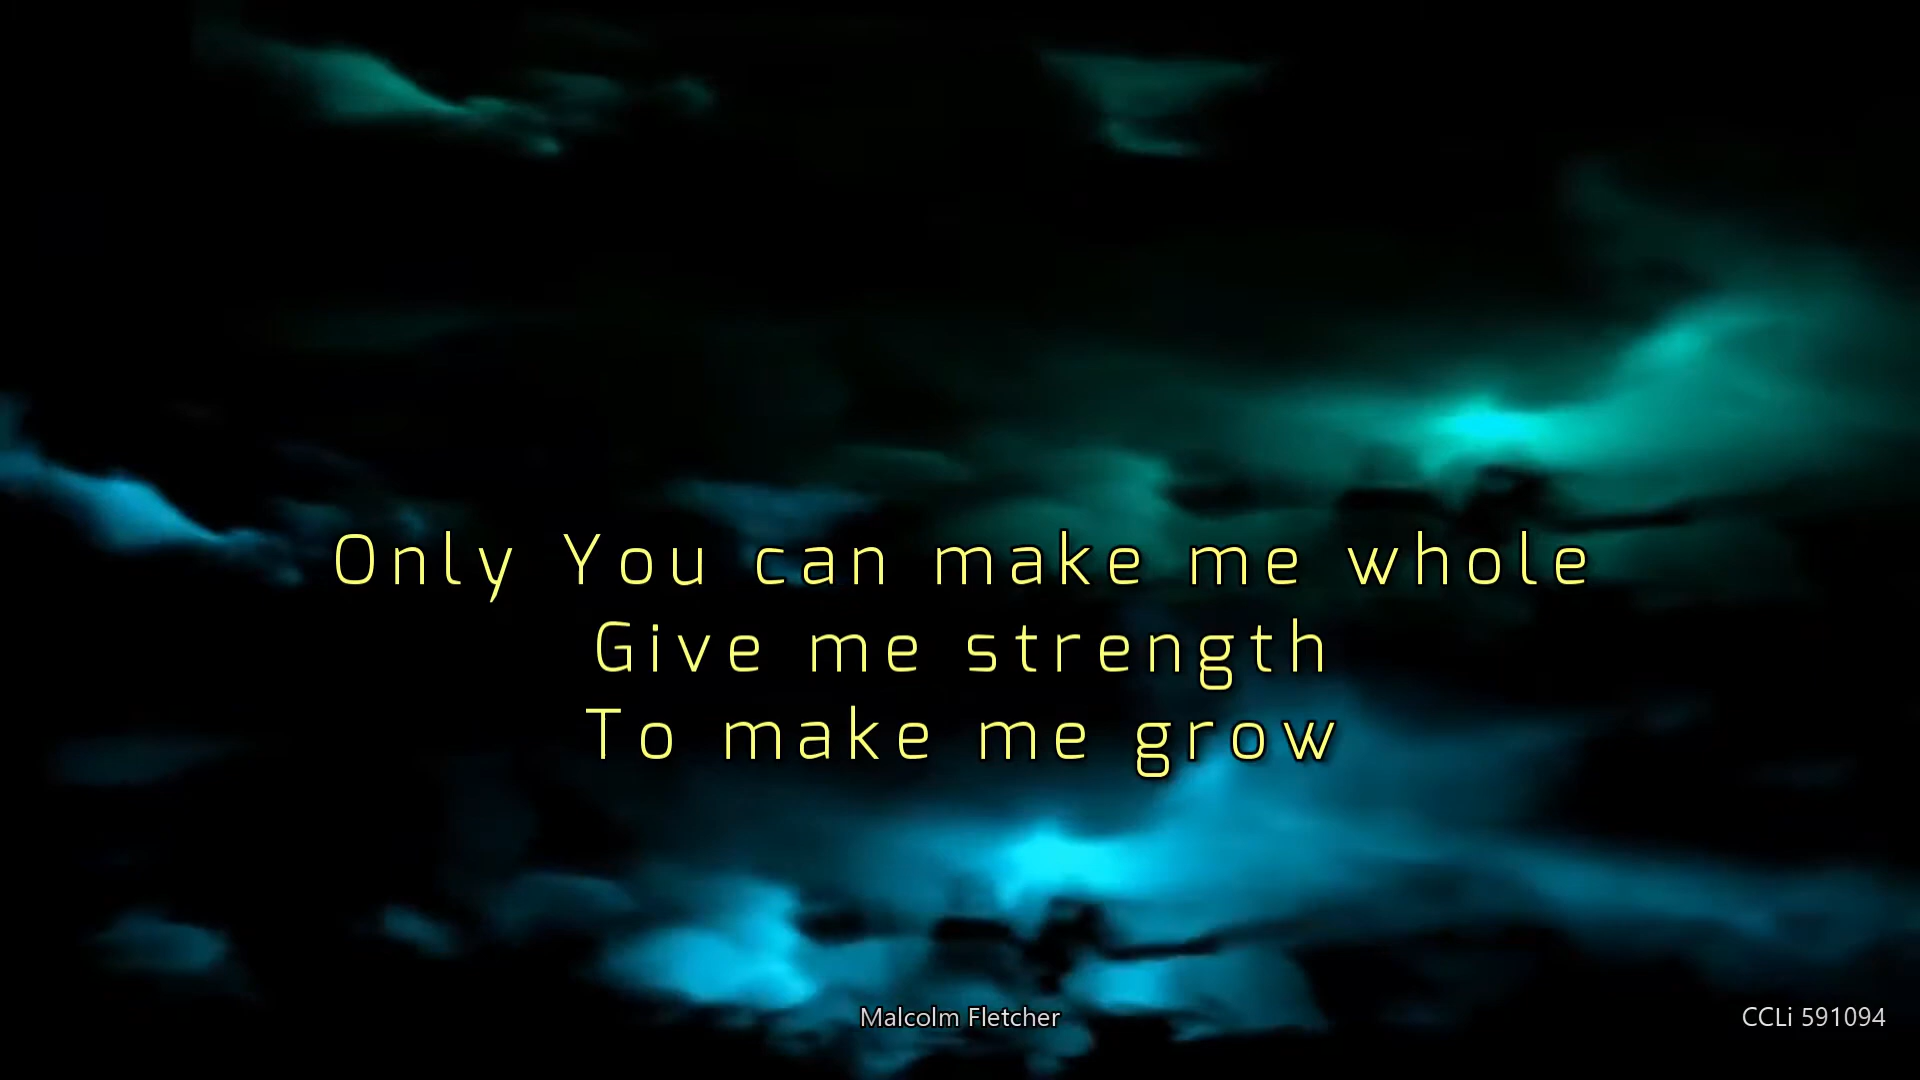 Only You can make me whole
Give me strength
To make me grow
Malcolm Fletcher
CCLi 591094